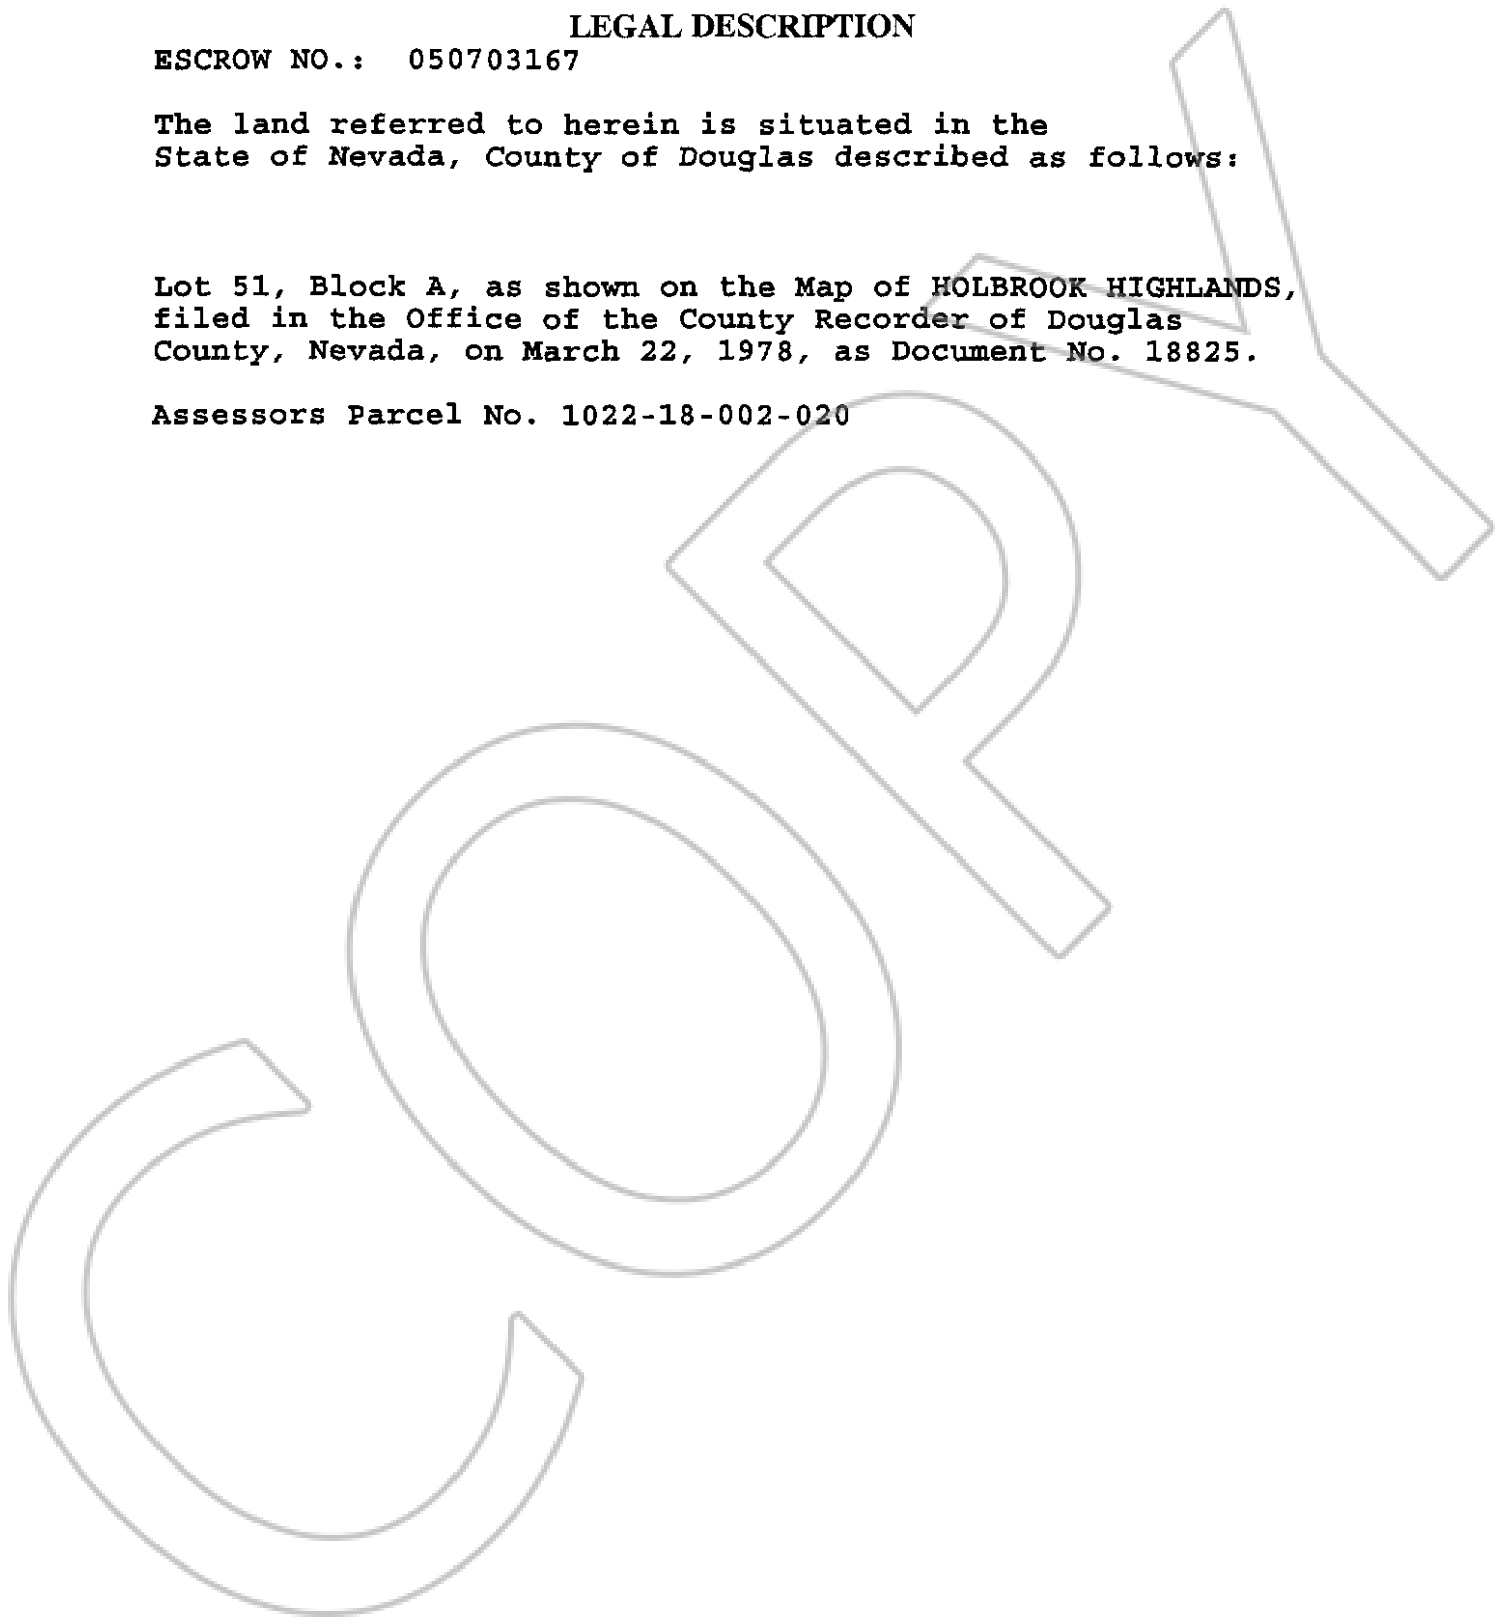 LEGAL DESCRIPTION
ESCROW NO.: 050703167
The land referred to herein is situated in the
State of Nevada, County of Douglas described as follows:
Lot 51, Block A, as shown on the Map of HOLBROOK HIGHLANDS,
filed in the Office of the County Recorder of Douglas
County, Nevada, on March 22, 1978, as Document No. 18825.
Assessors Parcel No. 1022-18-002-020
COPY